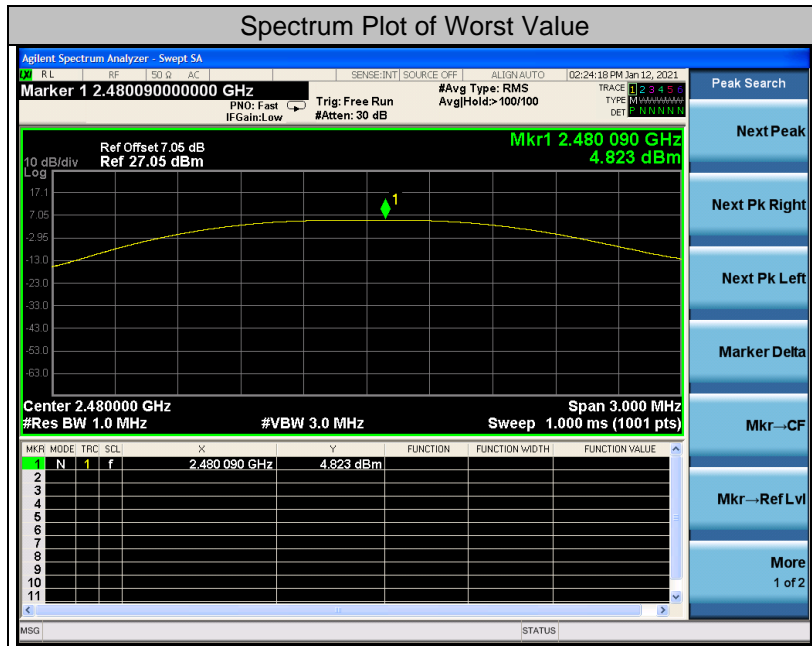 Spectrum Plot of Worst Value
Agilent Spectrum Analyzer - Swept SA
LXI RL RF 50 Ω AC SENSE:INT SOURCE OFF ALIGN AUTO 02:24:18 PM Jan 12, 2021
Marker 1 2.480090000000 GHz
PNO: Fast
IFGain:Low
Trig: Free Run
#Atten: 30 dB
#Avg Type: RMS
Avg|Hold:>100/100
TRACE 1 2 3 4 5 6
TYPE M WWWWW
DET P N N N N N
Ref Offset 7.05 dB
10 dB/div Ref 27.05 dBm
Log
Mkr1 2.480 090 GHz
4.823 dBm
1
17.1
7.05
-2.95
-13.0
-23.0
-33.0
-43.0
-53.0
-63.0
Center 2.480000 GHz Span 3.000 MHz
#Res BW 1.0 MHz #VBW 3.0 MHz Sweep 1.000 ms (1001 pts)
MKR MODE TRC SCL X Y FUNCTION FUNCTION WIDTH FUNCTION VALUE
1 N 1 f 2.480 090 GHz 4.823 dBm
2
3
4
5
6
7
8
9
10
11
MSG STATUS
Peak Search
Next Peak
Next Pk Right
Next Pk Left
Marker Delta
Mkr→CF
Mkr→Ref Lvl
More
1 of 2